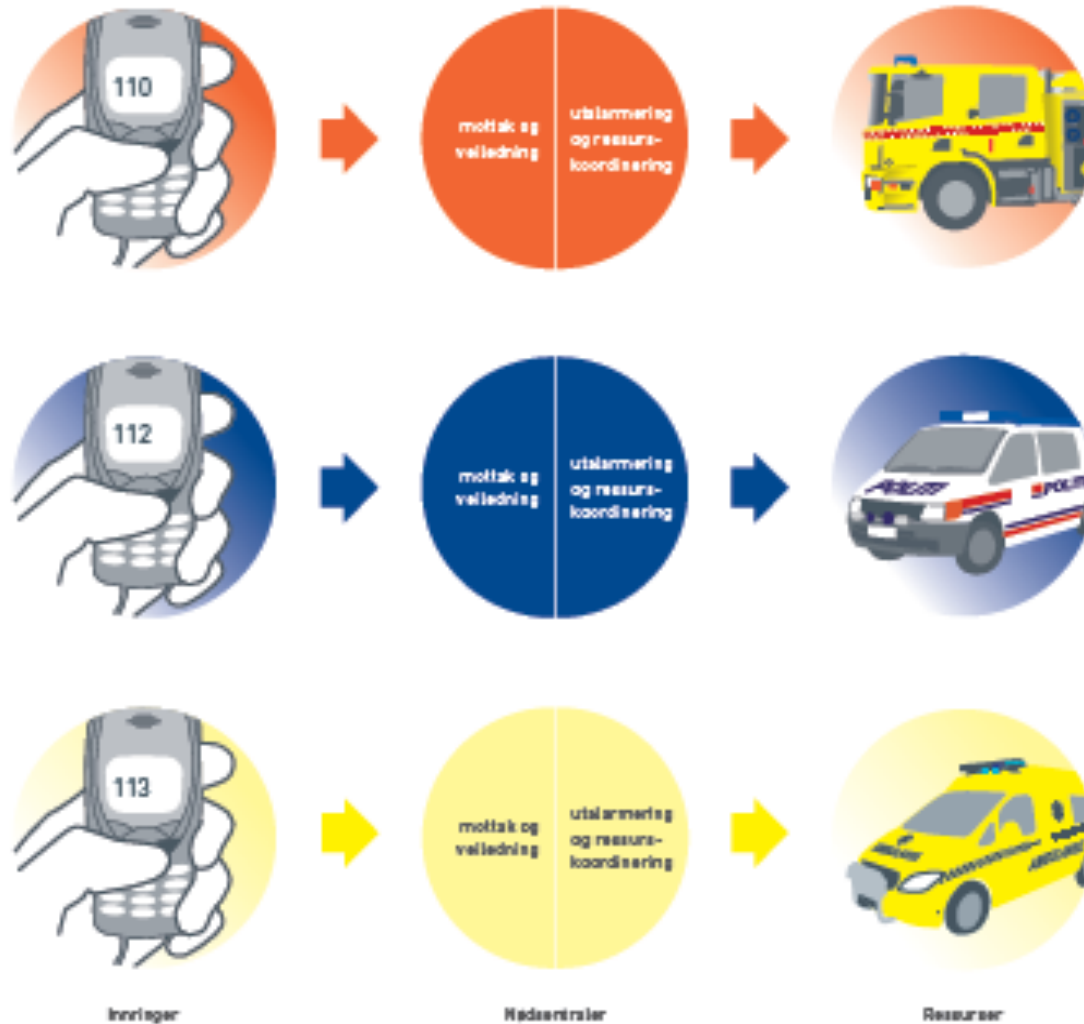 110
mottak og
veiledning
utalarmering
og ressurs-
koordinering
112
mottak og
veiledning
utalarmering
og ressurs-
koordinering
POLITI
113
mottak og
veiledning
utalarmering
og ressurs-
koordinering
Innringer
Nødsentraler
Ressurser